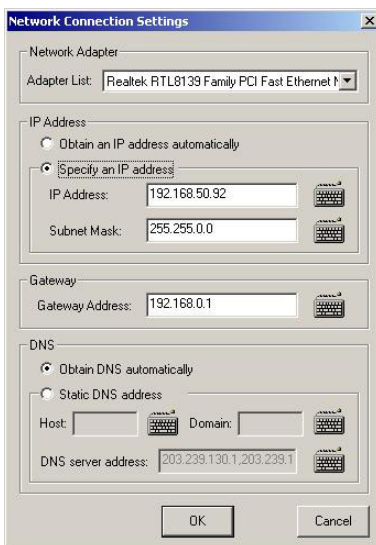 Network Connection Settings
Network Adapter
Adapter List: Realtek RTL8139 Family PCI Fast Ethernet
IP Address
Obtain an IP address automatically
Specify an IP address
IP Address: 192.168.50.92
Subnet Mask: 255.255.0.0
Gateway
Gateway Address: 192.168.0.1
DNS
Obtain DNS automatically
Static DNS address
Host: Domain:
DNS server address: 203.239.130.1,203.239.1
OK Cancel